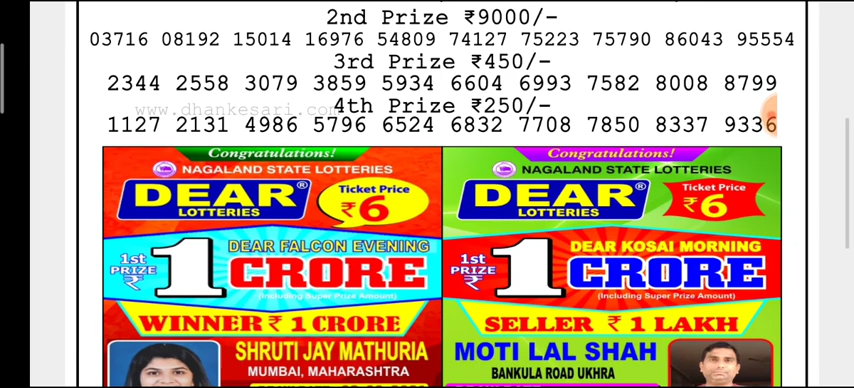 2nd Prize ₹9000/-
03716 08192 15014 16976 54809 74127 75223 75790 86043 95554
3rd Prize ₹450/-
2344 2558 3079 3859 5934 6604 6993 7582 8008 8799
www.dhankesari.com
4th Prize ₹250/-
1127 2131 4986 5796 6524 6832 7708 7850 8337 9336
Congratulations!
NAGALAND STATE LOTTERIES
DEAR®
LOTTERIES
Ticket Price
₹6
DEAR FALCON EVENING
1st
PRIZE
₹
1 CRORE
(Including Super Prize Amount)
WINNER ₹ 1 CRORE
SHRUTI JAY MATHURIA
MUMBAI, MAHARASHTRA
Congratulations!
NAGALAND STATE LOTTERIES
DEAR®
LOTTERIES
Ticket Price
₹6
DEAR KOSAI MORNING
1st
PRIZE
₹
1 CRORE
(Including Super Prize Amount)
SELLER ₹ 1 LAKH
MOTI LAL SHAH
BANKULA ROAD UKHRA